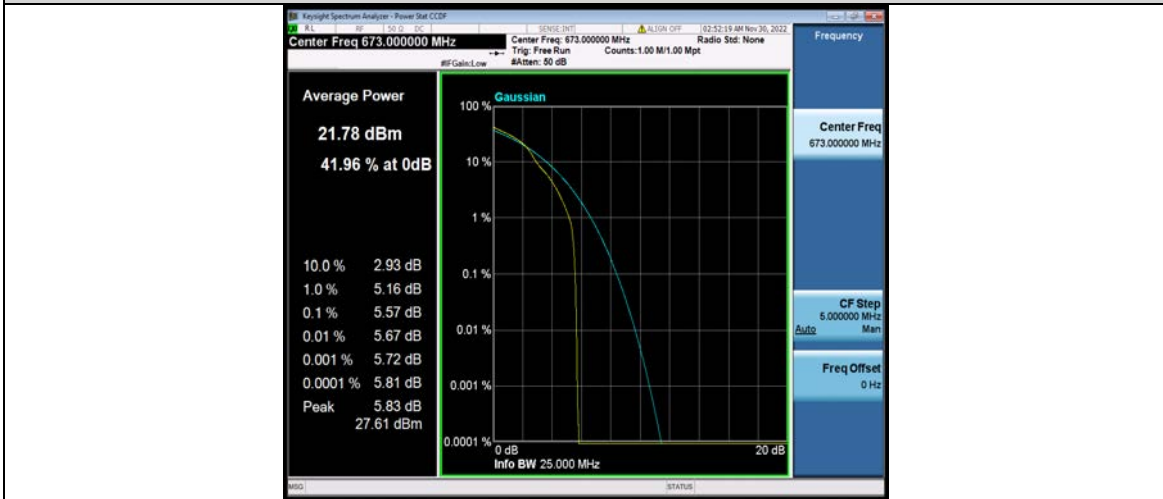 Keysight Spectrum Analyzer - Power Stat CCDF
RL RF 50 Ω DC SENSE:INT ALIGN OFF 02:52:19 AM Nov 30, 2022
Center Freq 673.000000 MHz
Center Freq: 673.000000 MHz Radio Std: None
Trig: Free Run Counts:1.00 M/1.00 Mpt
#IFGain:Low #Atten: 50 dB
Frequency
Average Power
21.78 dBm
41.96 % at 0dB
10.0 % 2.93 dB
1.0 % 5.16 dB
0.1 % 5.57 dB
0.01 % 5.67 dB
0.001 % 5.72 dB
0.0001 % 5.81 dB
Peak 5.83 dB
27.61 dBm
Gaussian
100 %
10 %
1 %
0.1 %
0.01 %
0.001 %
0.0001 %
0 dB 20 dB
Info BW 25.000 MHz
Center Freq
673.000000 MHz
CF Step
5.000000 MHz
Auto Man
Freq Offset
0 Hz
MSG STATUS